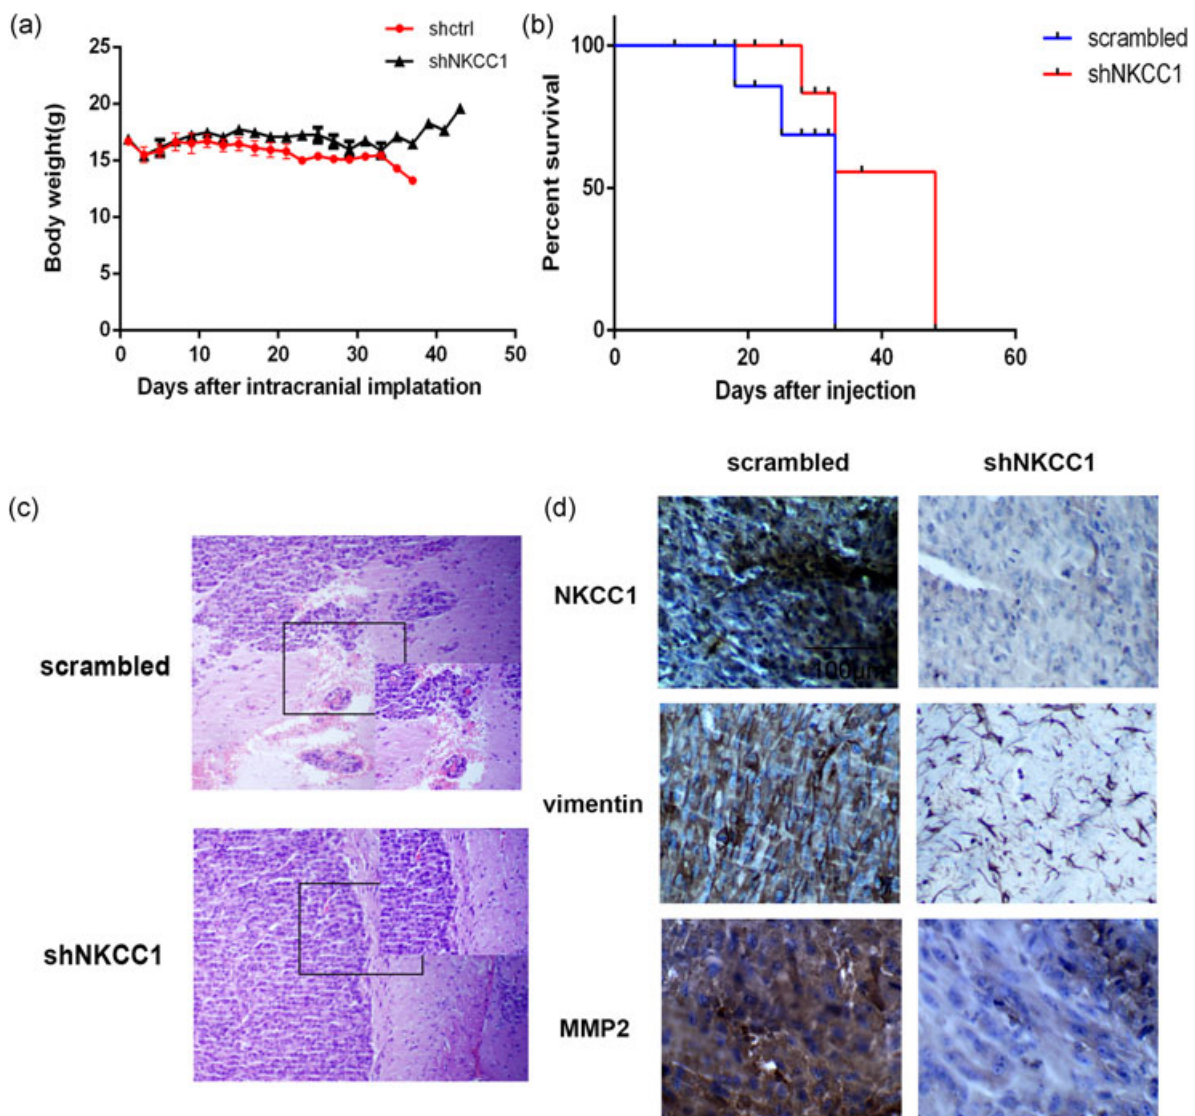 (a)
shctrl
shNKCC1
25
20
15
15
5
0
Body weight(g)
0
10
20
30
40
50
Days after intracranial implatation
(b)
scrambled
shNKCC1
100
50
0
Percent survival
0
20
40
60
Days after injection
(c)
scrambled
shNKCC1
(d)
scrambled
shNKCC1
NKCC1
100μm
vimentin
MMP2